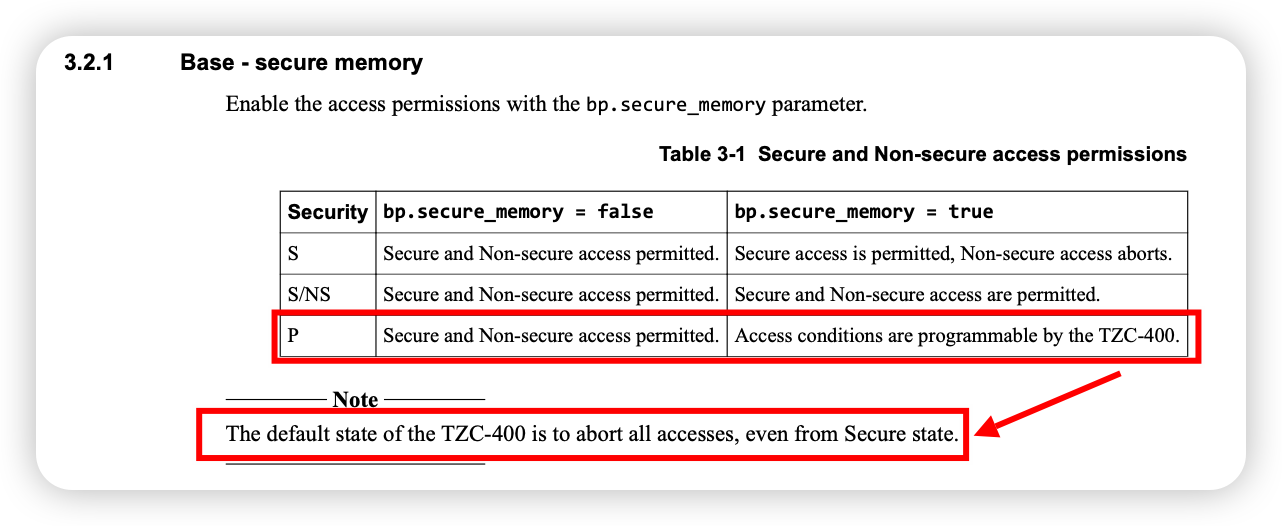 3.2.1 Base - secure memory
Enable the access permissions with the bp.secure_memory parameter.
Table 3-1 Secure and Non-secure access permissions
Security bp.secure_memory = false bp.secure_memory = true
S Secure and Non-secure access permitted. Secure access is permitted, Non-secure access aborts.
S/NS Secure and Non-secure access permitted. Secure and Non-secure access are permitted.
P Secure and Non-secure access permitted. Access conditions are programmable by the TZC-400.
Note
The default state of the TZC-400 is to abort all accesses, even from Secure state.